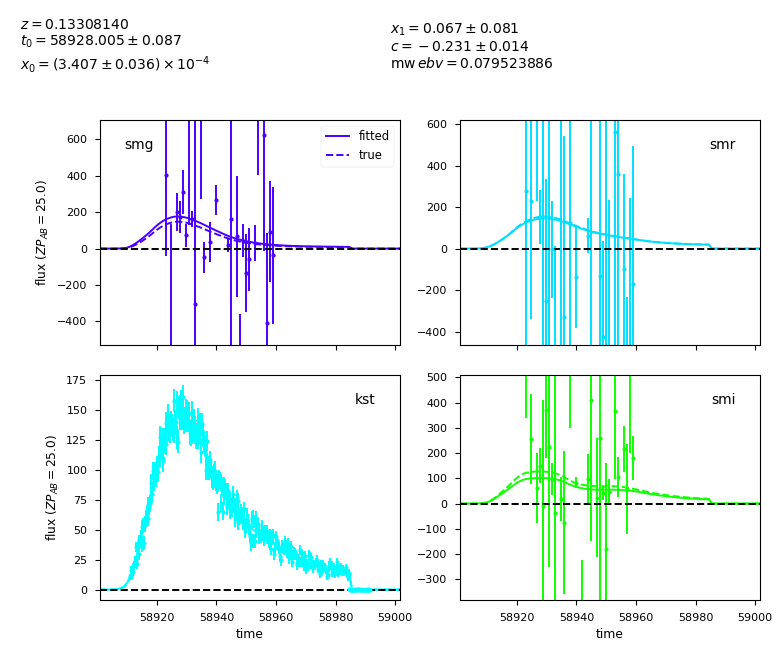 z = 0.13308140
t₀ = 58928.005 ± 0.087
x₀ = (3.407 ± 0.036) × 10⁻⁴
x₁ = 0.067 ± 0.081
c = −0.231 ± 0.014
mw ebv = 0.079523886
smg
fitted
true
600
400
200
0
−200
−400
flux (ZP_AB = 25.0)
smr
600
400
200
0
−200
−400
kst
175
150
125
100
75
50
25
0
flux (ZP_AB = 25.0)
58920 58940 58960 58980 59000
time
smi
500
400
300
200
100
0
−100
−200
−300
58920 58940 58960 58980 59000
time